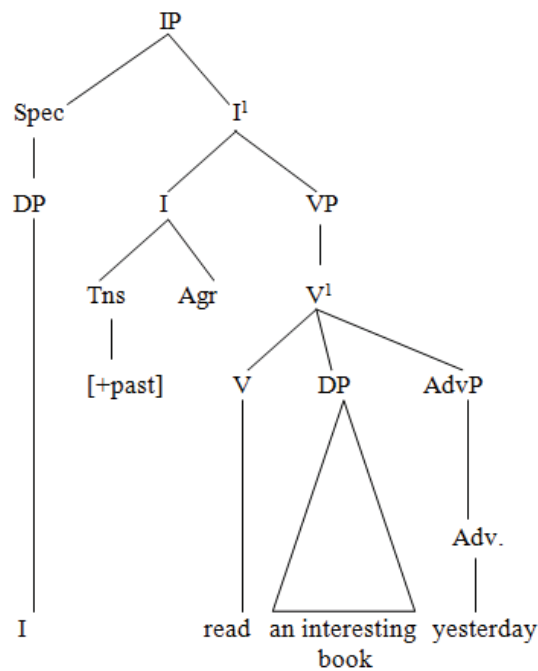 IP
Spec I¹
DP I VP
Tns Agr V¹
[+past] V DP AdvP
Adv.
I read an interesting yesterday
book